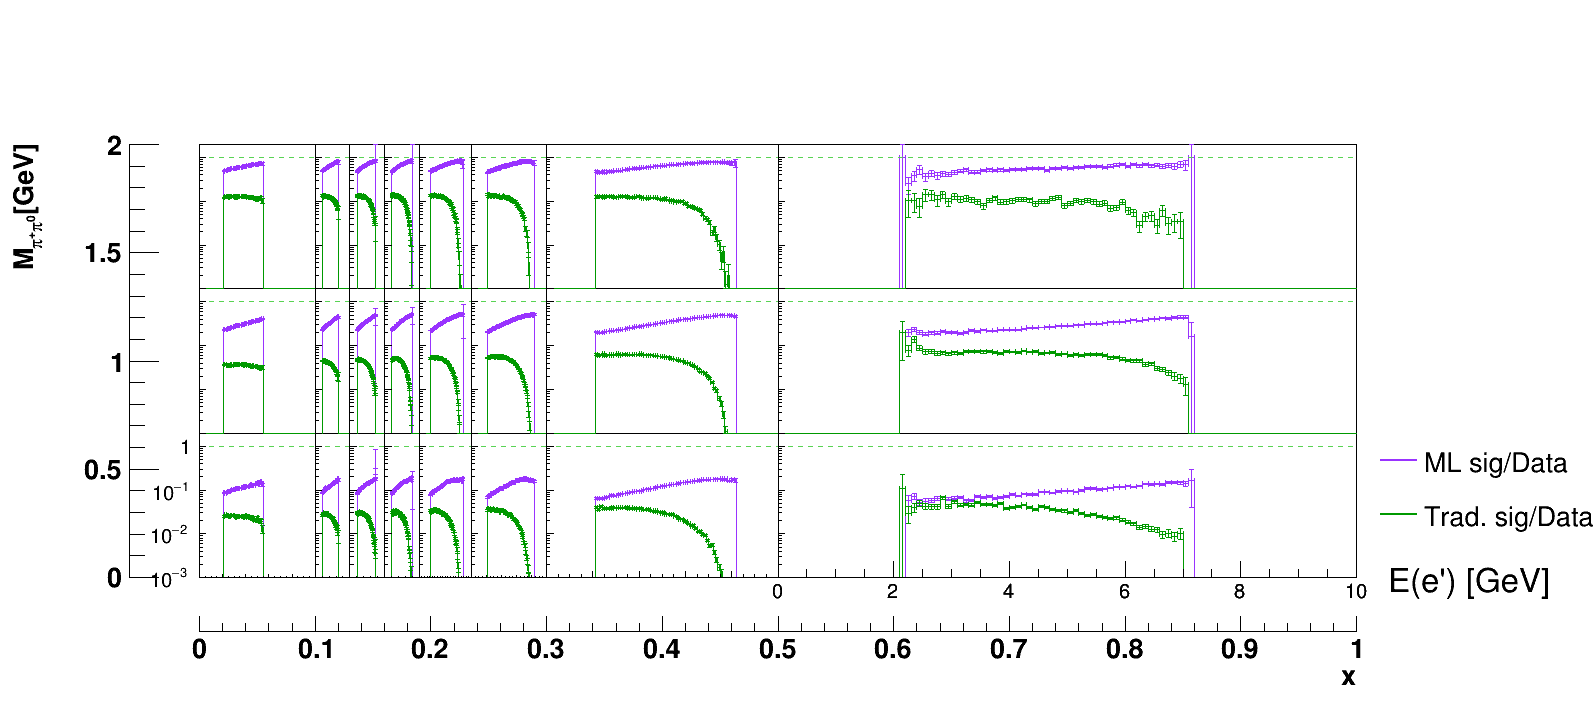 M π⁺π⁰ [GeV]
2
1.5
1
0.5
0
1
10⁻¹
10⁻²
10⁻³
0 2 4 6 8 10
E(e') [GeV]
0 0.1 0.2 0.3 0.4 0.5 0.6 0.7 0.8 0.9 1
x
ML sig/Data
Trad. sig/Data